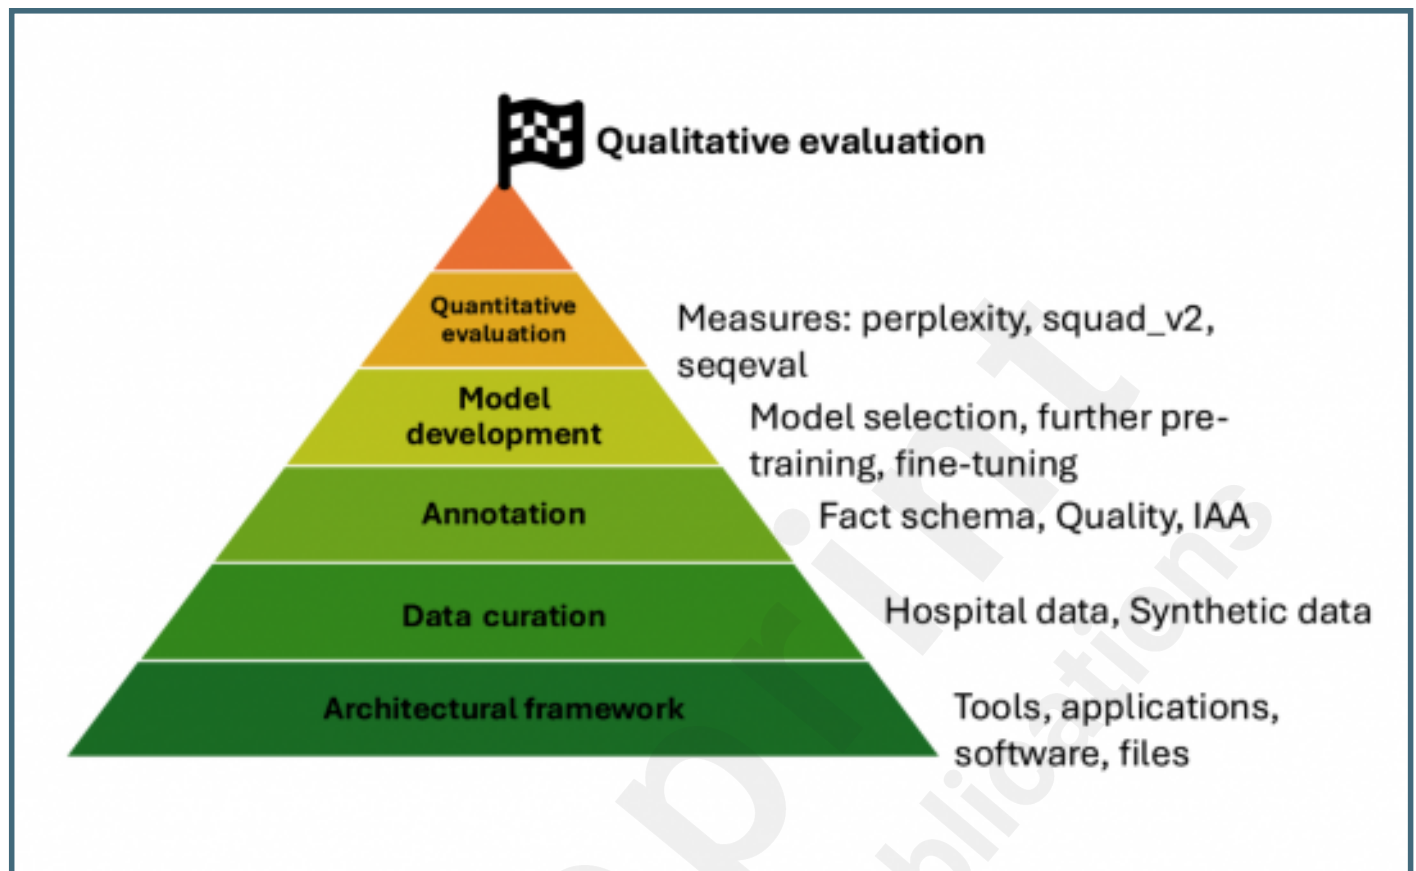 Qualitative evaluation
Quantitative
evaluation
Measures: perplexity, squad_v2,
seqeval
Model
development
Model selection, further pre-
training, fine-tuning
Annotation
Fact schema, Quality, IAA
Data curation
Hospital data, Synthetic data
Architectural framework
Tools, applications,
software, files